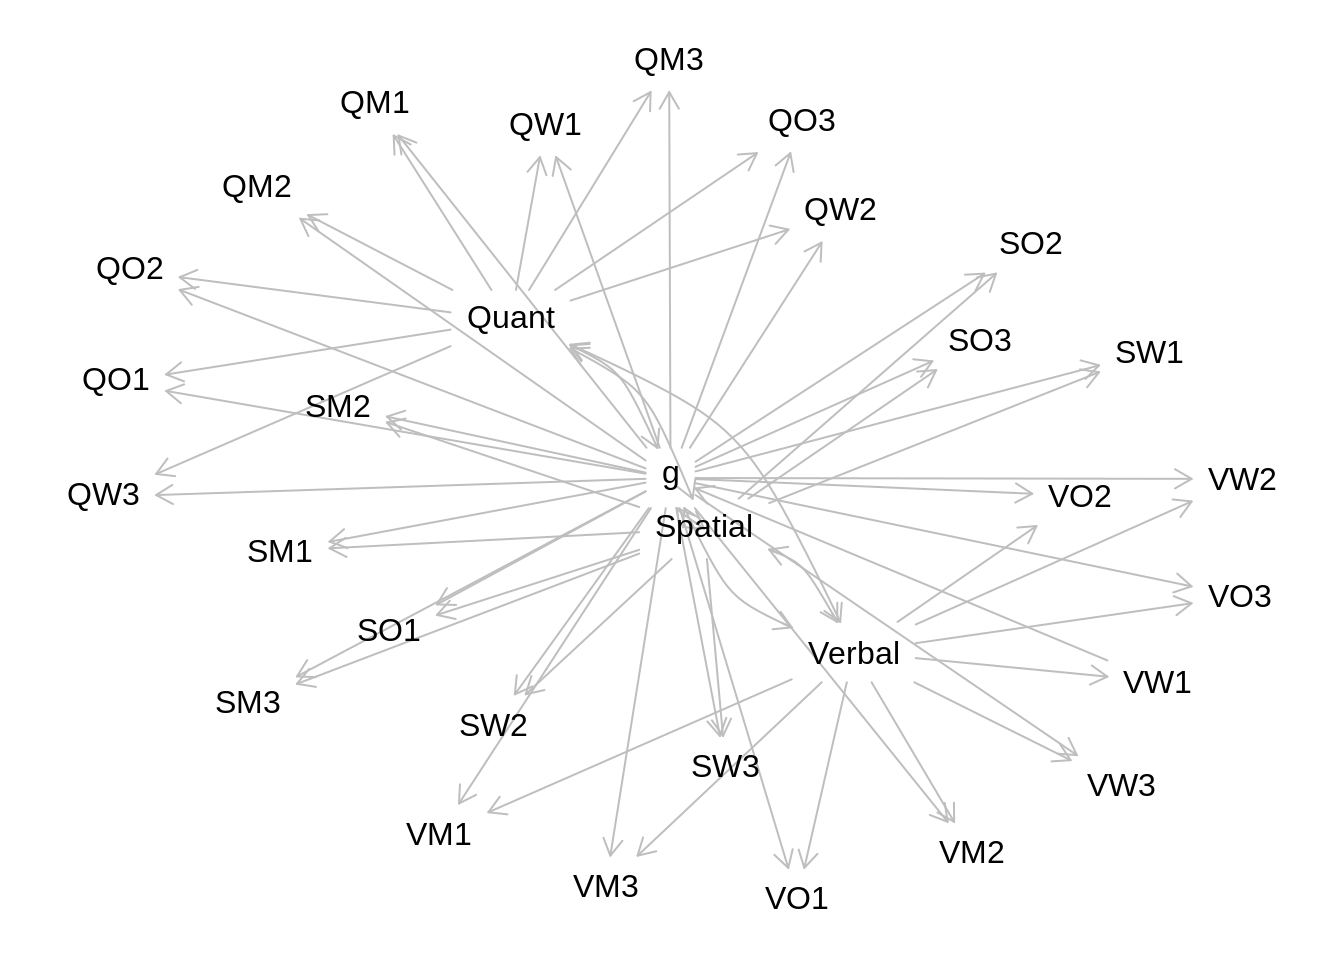 QM3
QM1
QW1
QO3
QM2
QW2
SO2
QO2
Quant
SO3
SW1
QO1
SM2
g
VW2
QW3
VO2
Spatial
SM1
VO3
SO1
Verbal
VW1
SM3
SW2
SW3
VW3
VM1
VM2
VM3
VO1